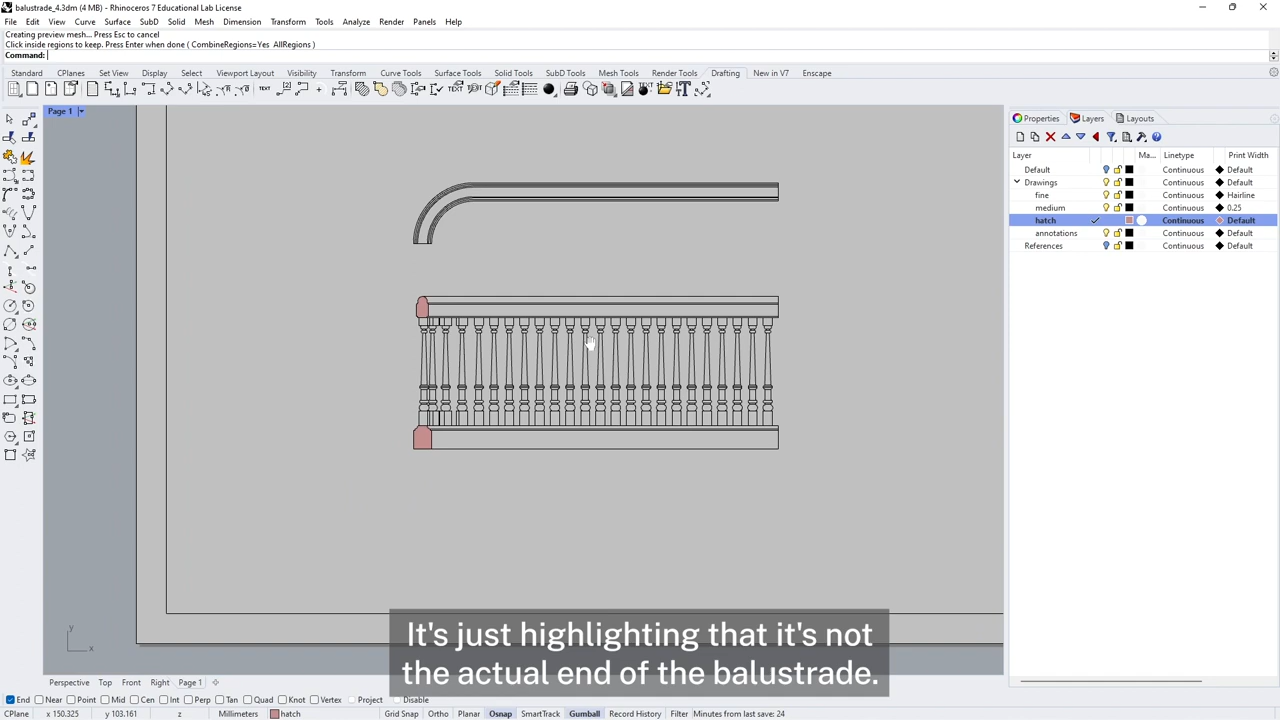 balustrade_4.3dm (4 MB) - Rhinoceros 7 Educational Lab License
File Edit View Curve Surface SubD Solid Mesh Dimension Transform Tools Analyze Render Panels Help
Creating preview mesh... Press Esc to cancel
Click inside regions to keep. Press Enter when done ( CombineRegions=Yes AllRegions )
Command:
Standard CPlanes Set View Display Select Viewport Layout Visibility Transform Curve Tools Surface Tools Solid Tools SubD Tools Mesh Tools Render Tools Drafting New in V7 Enscape
Page 1
Properties Layers Layouts
Layer Ma... Linetype Print Width
Default Continuous Default
Drawings Continuous Default
fine Continuous Hairline
medium Continuous 0.25
hatch Continuous Default
annotations Continuous Default
References Continuous Default
It's just highlighting that it's not
the actual end of the balustrade.
y
x
Perspective Top Front Right Page 1
End Near Point Mid Cen Int Perp Tan Quad Knot Vertex Project Disable
CPlane x 150.325 y 103.161 z Millimeters hatch Grid Snap Ortho Planar Osnap SmartTrack Gumball Record History Filter Minutes from last save: 24